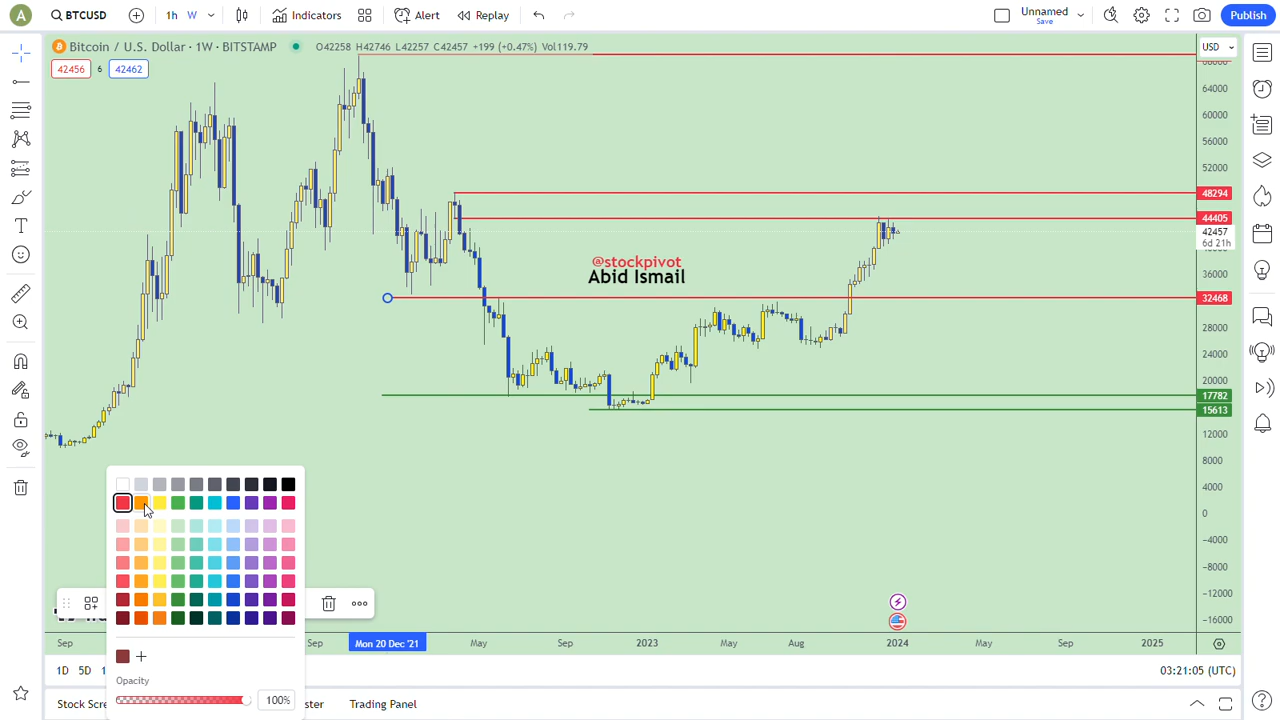 A
BTCUSD
1h W
Indicators
Alert
Replay
Unnamed
Save
Publish
Bitcoin / U.S. Dollar · 1W · BITSTAMP
O42258 H42746 L42257 C42457 +199 (+0.47%) Vol119.79
42456 6 42462
USD
68000
64000
60000
56000
52000
48294
44405
42457
6d 21h
40000
36000
32468
28000
24000
20000
17782
15613
12000
8000
4000
0
−4000
−8000
−12000
−16000
@stockpivot
Abid Ismail
Sep
Sep
Mon 20 Dec '21
May
Sep
2023
May
Aug
2024
May
Sep
2025
1D 5D 1
03:21:05 (UTC)
Opacity
100%
Stock Scre
ster
Trading Panel